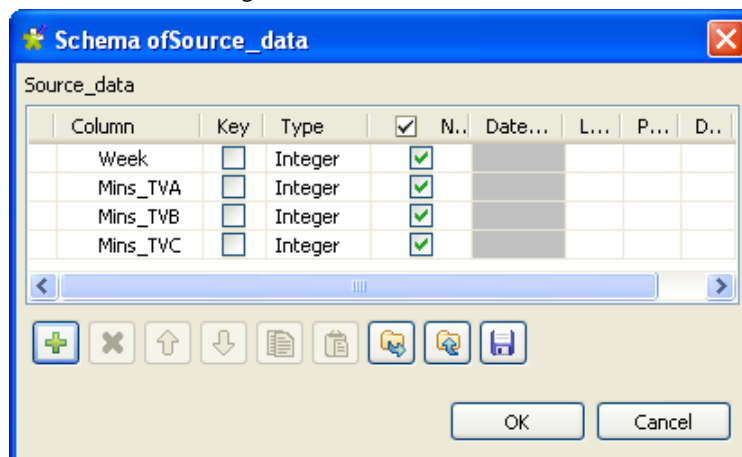 Schema ofSource_data
Source_data
Column Key Type N.. Date... L... P... D..
Week Integer
Mins_TVA Integer
Mins_TVB Integer
Mins_TVC Integer
OK Cancel